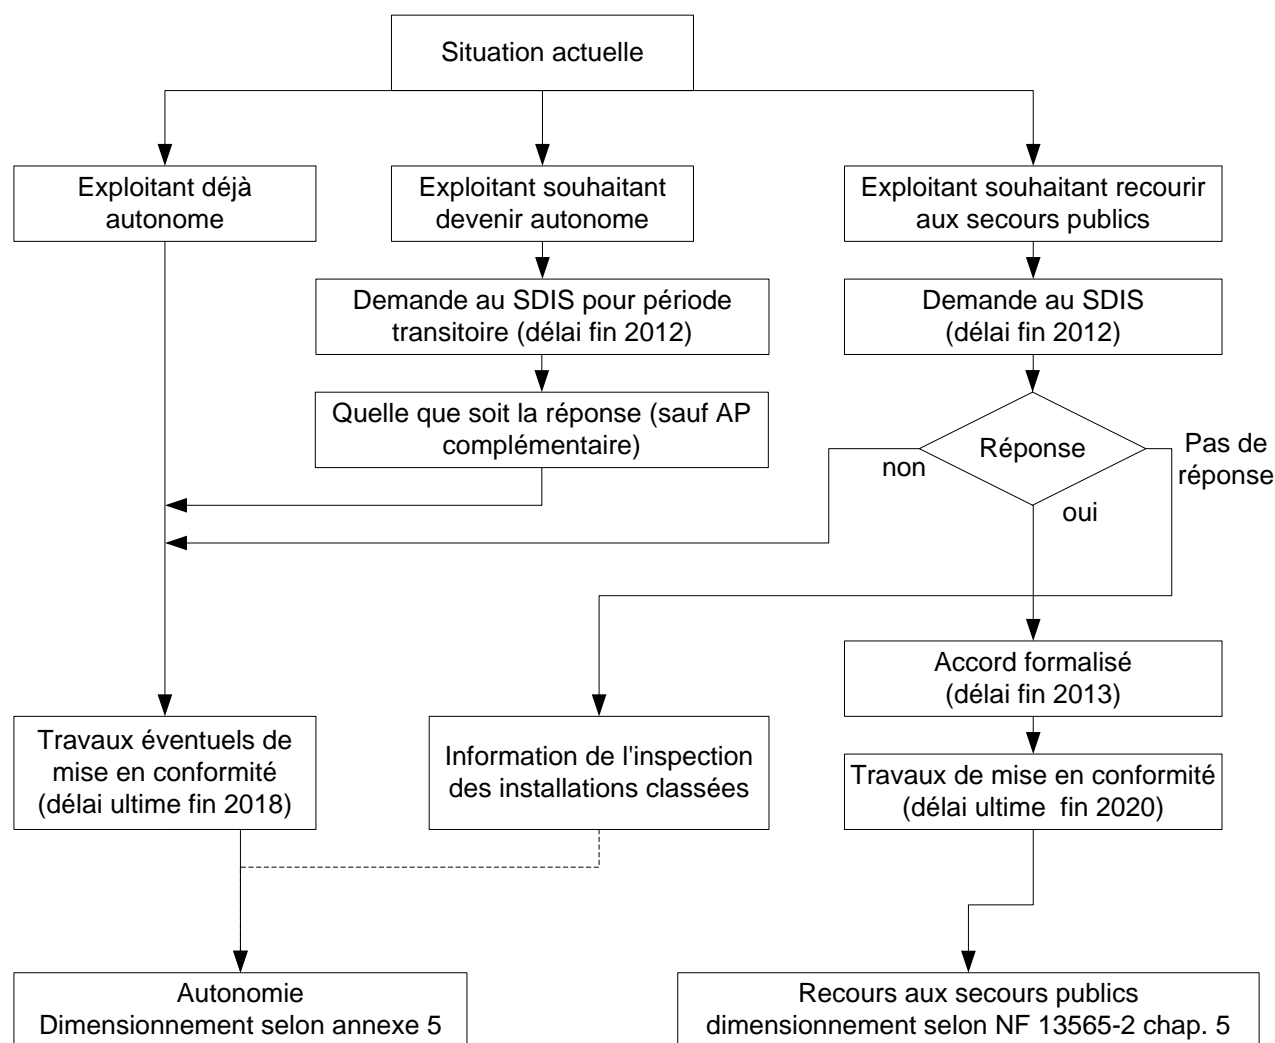 Situation actuelle
Exploitant déjà
autonome
Exploitant souhaitant
devenir autonome
Exploitant souhaitant recourir
aux secours publics
Demande au SDIS pour période
transitoire (délai fin 2012)
Demande au SDIS
(délai fin 2012)
Quelle que soit la réponse (sauf AP
complémentaire)
Réponse
non
oui
Pas de
réponse
Accord formalisé
(délai fin 2013)
Travaux éventuels de
mise en conformité
(délai ultime fin 2018)
Information de l'inspection
des installations classées
Travaux de mise en conformité
(délai ultime  fin 2020)
Autonomie
Dimensionnement selon annexe 5
Recours aux secours publics
dimensionnement selon NF 13565-2 chap. 5